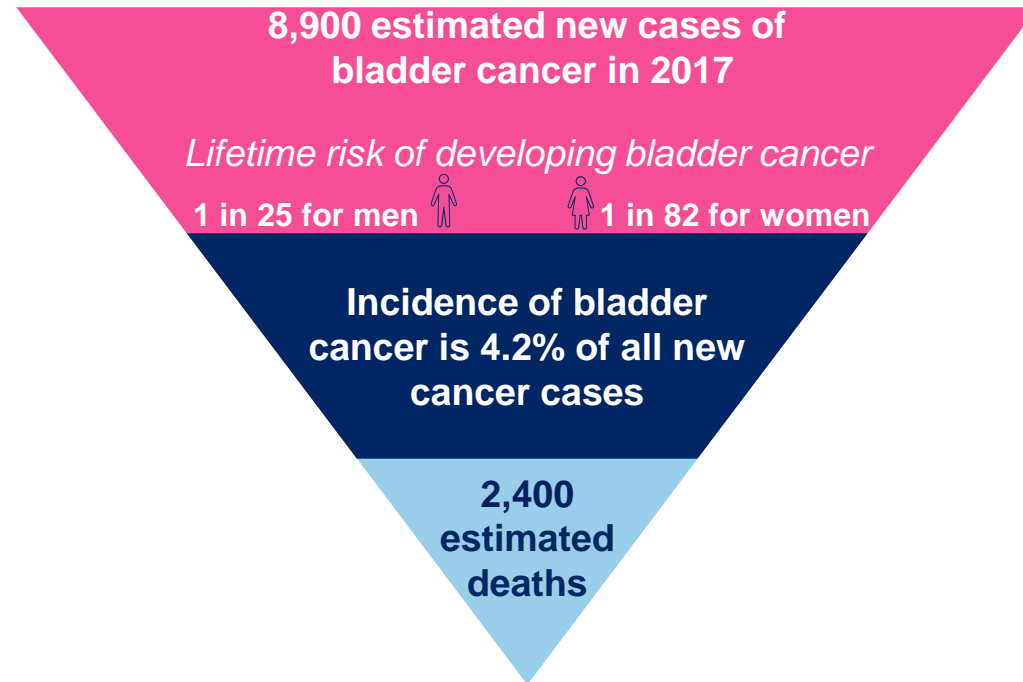 8,900 estimated new cases of
bladder cancer in 2017
Lifetime risk of developing bladder cancer
1 in 25 for men 1 in 82 for women
Incidence of bladder
cancer is 4.2% of all new
cancer cases
2,400
estimated
deaths